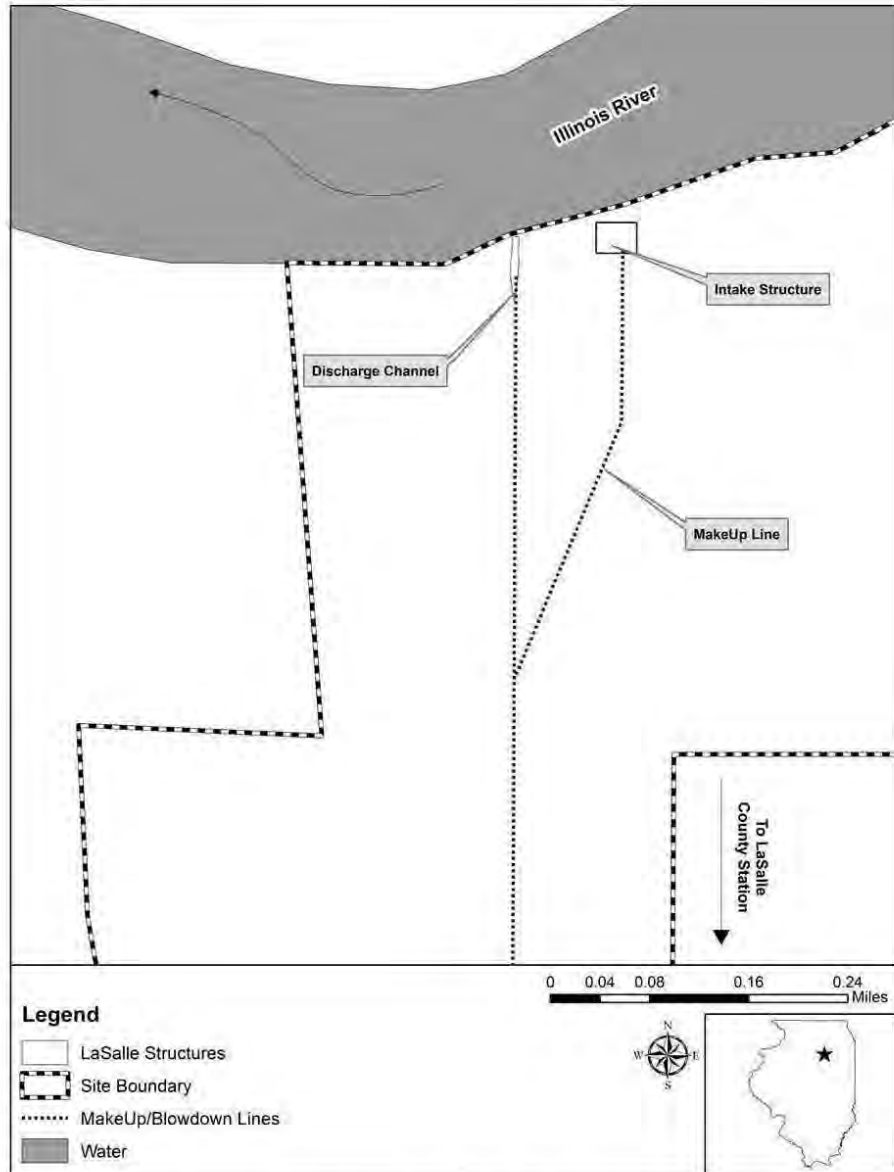 Illinois River
Intake Structure
Discharge Channel
MakeUp Line
To LaSalle
County Station
0 0.04 0.08 0.16 0.24
Miles
Legend
LaSalle Structures
Site Boundary
MakeUp/Blowdown Lines
Water
N
W E
S